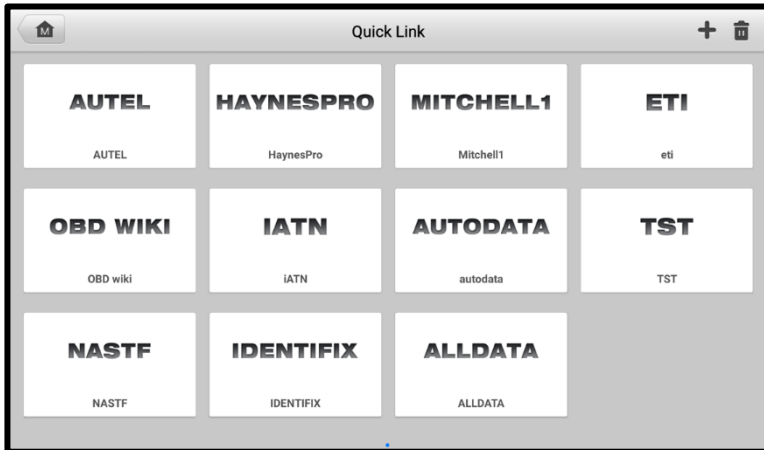 M
Quick Link
AUTEL
AUTEL
HAYNESPRO
HaynesPro
MITCHELL1
Mitchell1
ETI
eti
OBD WIKI
OBD wiki
IATN
iATN
AUTODATA
autodata
TST
TST
NASTF
NASTF
IDENTIFIX
IDENTIFIX
ALLDATA
ALLDATA